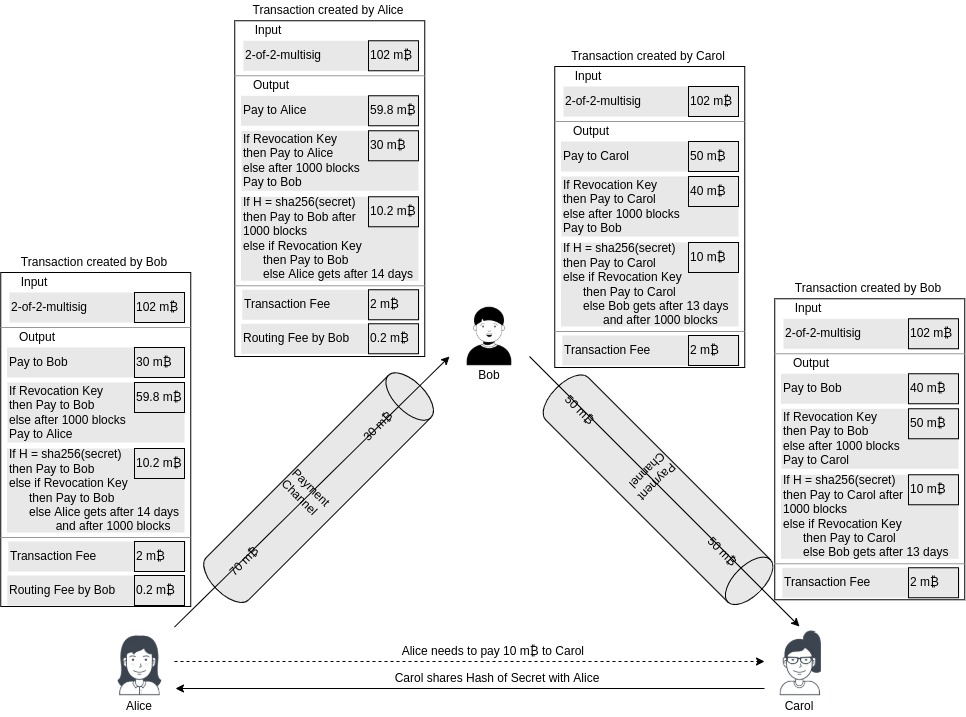 Transaction created by Alice
Input
2-of-2-multisig
102 m₿
Output
Pay to Alice
59.8 m₿
If Revocation Key
then Pay to Alice
else after 1000 blocks
Pay to Bob
30 m₿
If H = sha256(secret)
then Pay to Bob after
1000 blocks
else if Revocation Key
then Pay to Bob
else Alice gets after 14 days
10.2 m₿
Transaction Fee
2 m₿
Routing Fee by Bob
0.2 m₿
Transaction created by Carol
Input
2-of-2-multisig
102 m₿
Output
Pay to Carol
50 m₿
If Revocation Key
then Pay to Carol
else after 1000 blocks
Pay to Bob
40 m₿
If H = sha256(secret)
then Pay to Carol
else if Revocation Key
then Pay to Carol
else Bob gets after 13 days
and after 1000 blocks
10 m₿
Transaction Fee
2 m₿
Transaction created by Bob
Input
2-of-2-multisig
102 m₿
Output
Pay to Bob
30 m₿
If Revocation Key
then Pay to Bob
else after 1000 blocks
Pay to Alice
59.8 m₿
If H = sha256(secret)
then Pay to Bob
else if Revocation Key
then Pay to Bob
else Alice gets after 14 days
and after 1000 blocks
10.2 m₿
Transaction Fee
2 m₿
Routing Fee by Bob
0.2 m₿
Transaction created by Bob
Input
2-of-2-multisig
102 m₿
Output
Pay to Bob
40 m₿
If Revocation Key
then Pay to Bob
else after 1000 blocks
Pay to Carol
50 m₿
If H = sha256(secret)
then Pay to Carol after
1000 blocks
else if Revocation Key
then Pay to Carol
else Bob gets after 13 days
10 m₿
Transaction Fee
2 m₿
Bob
30 m₿
Payment
Channel
70 m₿
50 m₿
Payment
Channel
50 m₿
Alice needs to pay 10 m₿ to Carol
Carol shares Hash of Secret with Alice
Alice
Carol